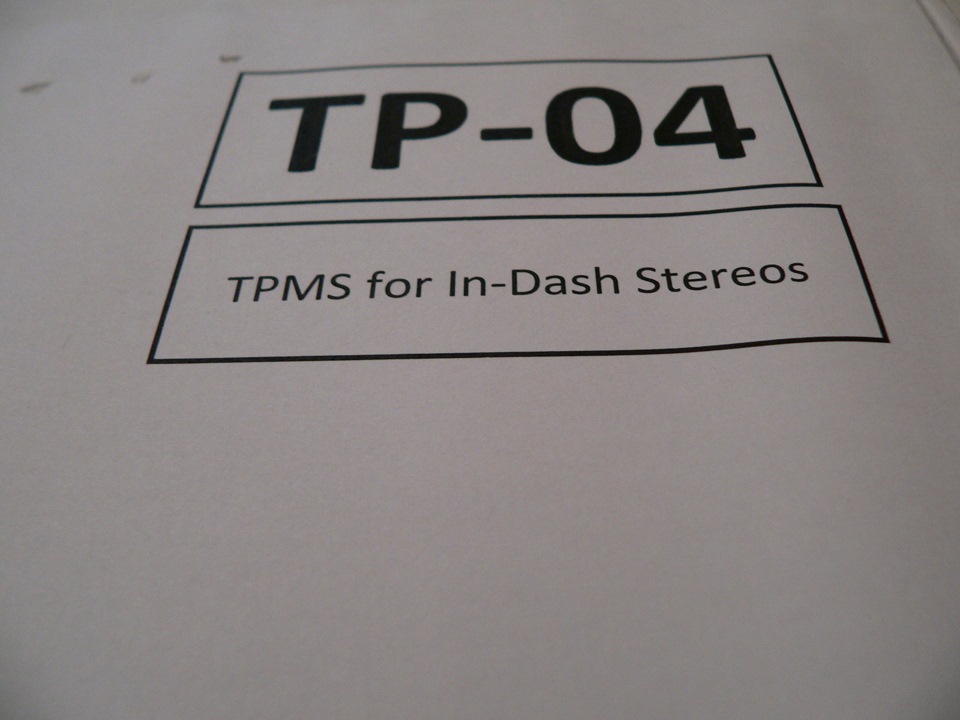 TP-04
TPMS for In-Dash Stereos